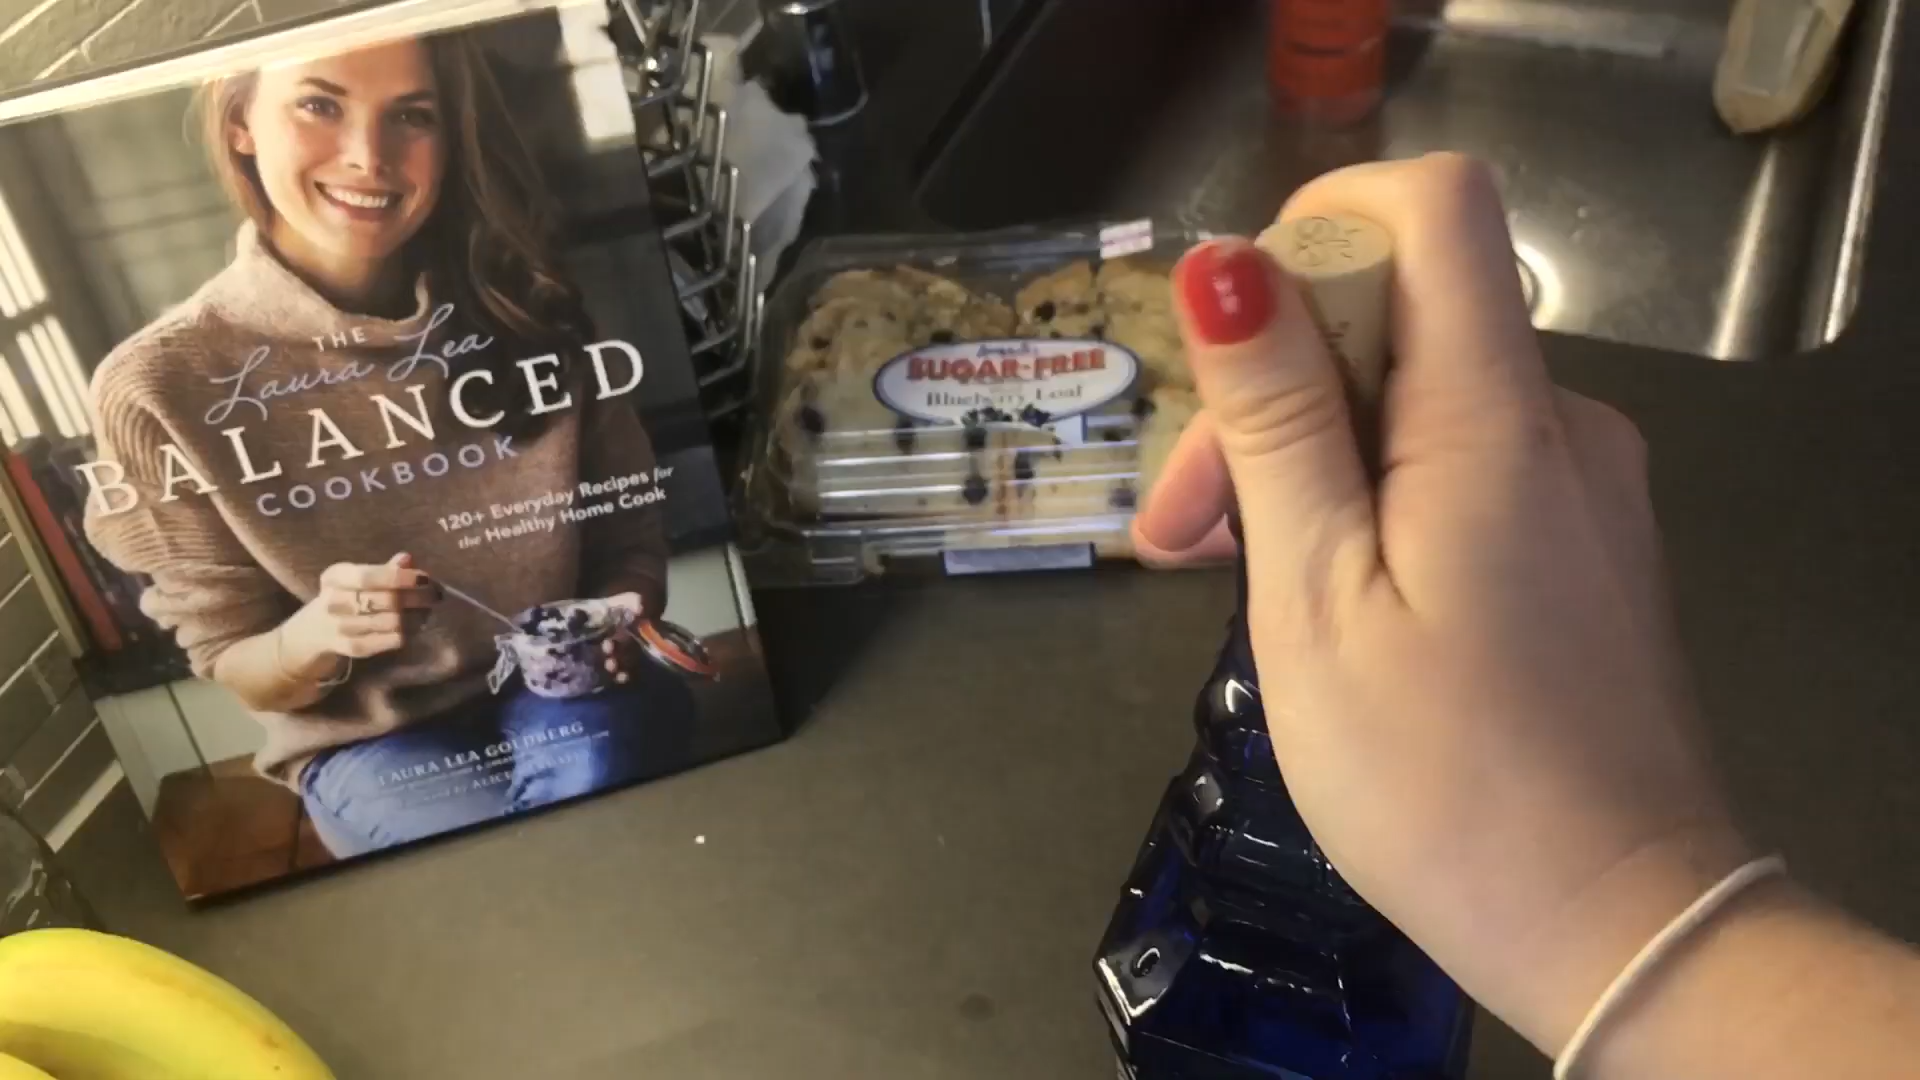 THE
Laura Lea
BALANCED
COOKBOOK
120+ Everyday Recipes for
the Healthy Home Cook
LAURA LEA GOLDBERG
SUGAR-FREE
Blueberry Loaf